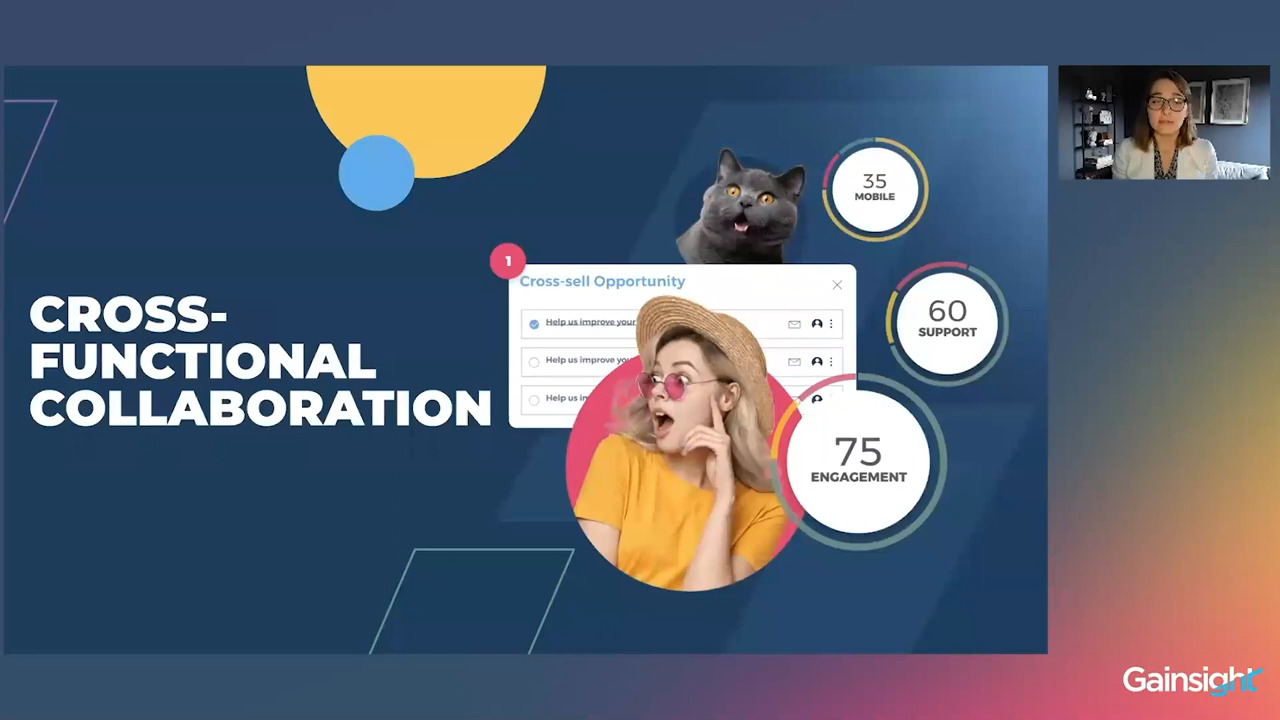 CROSS-
FUNCTIONAL
COLLABORATION
1
Cross-sell Opportunity
Help us improve your
Help us improve you
Help us im
35
MOBILE
60
SUPPORT
75
ENGAGEMENT
Gainsight